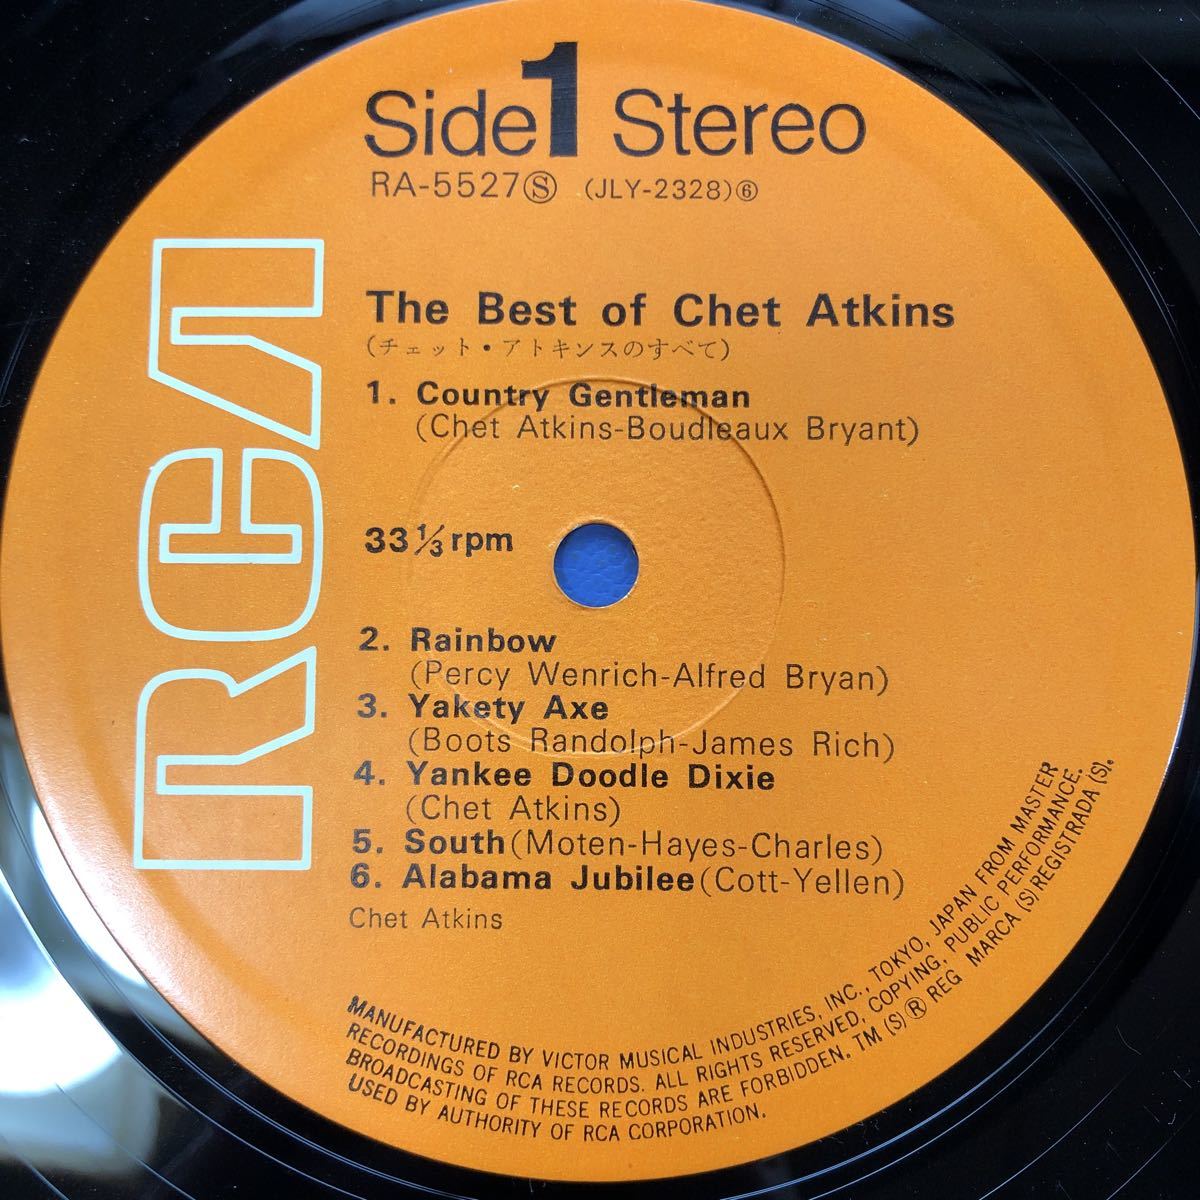 Side 1 Stereo
RA-5527Ⓢ (JLY-2328)⑥
RCA
The Best of Chet Atkins
(チェット・アトキンスのすべて)
1. Country Gentleman
(Chet Atkins-Boudleaux Bryant)
33 1/3 rpm
2. Rainbow
(Percy Wenrich-Alfred Bryan)
3. Yakety Axe
(Boots Randolph-James Rich)
4. Yankee Doodle Dixie
(Chet Atkins)
5. South (Moten-Hayes-Charles)
6. Alabama Jubilee (Cott-Yellen)
Chet Atkins
MANUFACTURED BY VICTOR MUSICAL INDUSTRIES, INC., TOKYO, JAPAN FROM MASTER
RECORDINGS OF RCA RECORDS. ALL RIGHTS RESERVED, COPYING, PUBLIC PERFORMANCE.
BROADCASTING OF THESE RECORDS ARE FORBIDDEN. TM (S) ® REG MARCA (S) REGISTRADA (S).
USED BY AUTHORITY OF RCA CORPORATION.